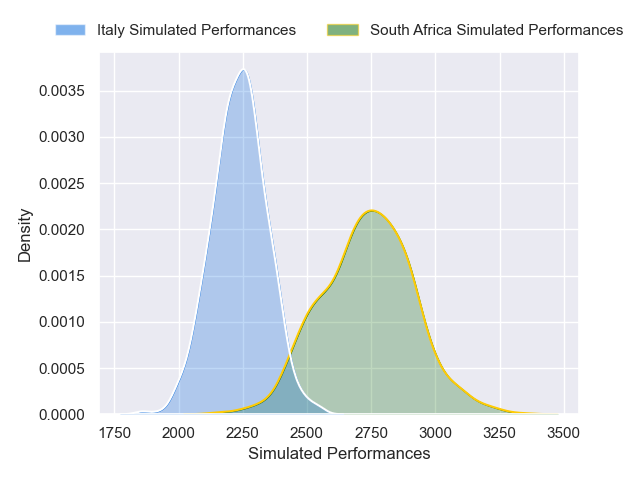 Italy Simulated Performances South Africa Simulated Performances
0.0035
0.0030
0.0025
0.0020
0.0015
0.0010
0.0005
0.0000
Density
1750 2000 2250 2500 2750 3000 3250 3500
Simulated Performances